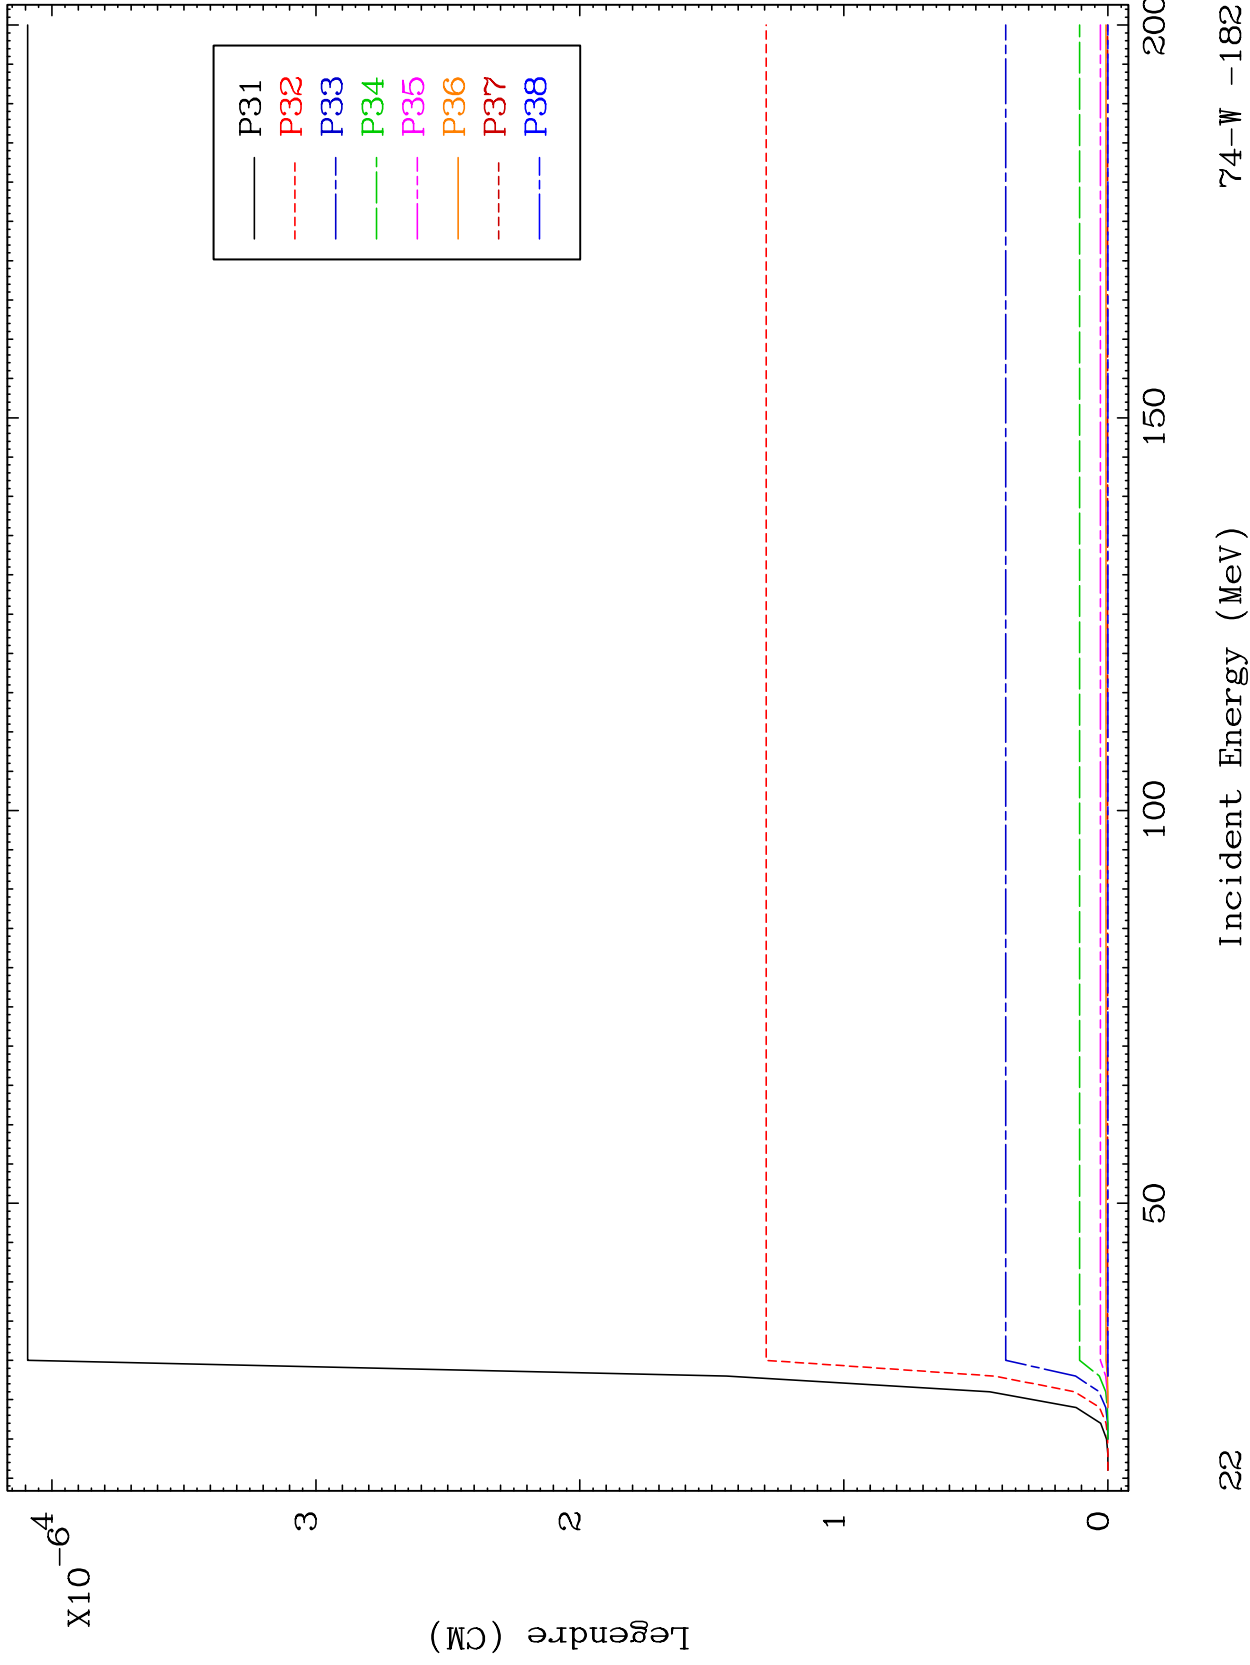 X10^-6
4
3
2
1
0
Legendre (CM)
P31
P32
P33
P34
P35
P36
P37
P38
50
100
150
200
22
Incident Energy (MeV)
74-W -182